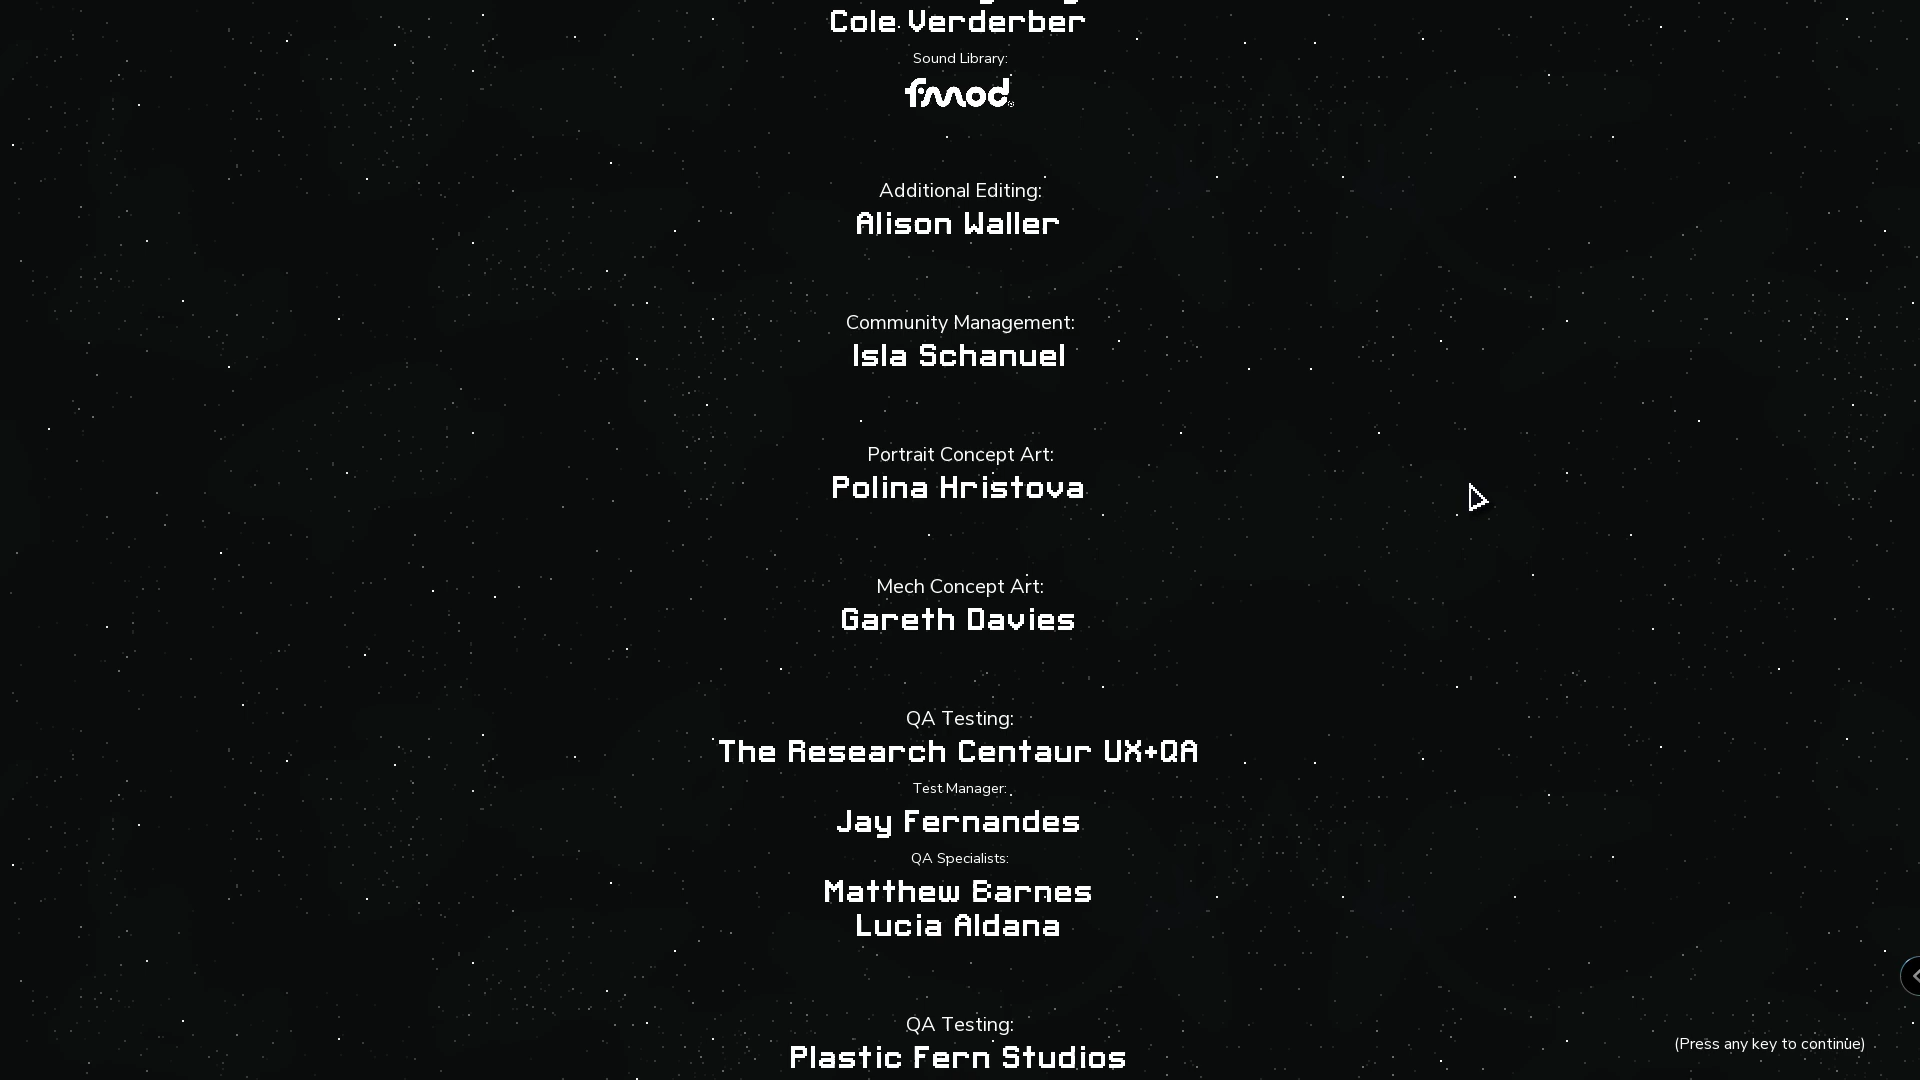 Cole Verderber
Sound Library:
fmod®
Additional Editing:
Alison Waller
Community Management:
Isla Schanuel
Portrait Concept Art:
Polina Hristova
Mech Concept Art:
Gareth Davies
QA Testing:
The Research Centaur UX+QA
Test Manager:
Jay Fernandes
QA Specialists:
Matthew Barnes
Lucia Aldana
QA Testing:
Plastic Fern Studios
(Press any key to continue)